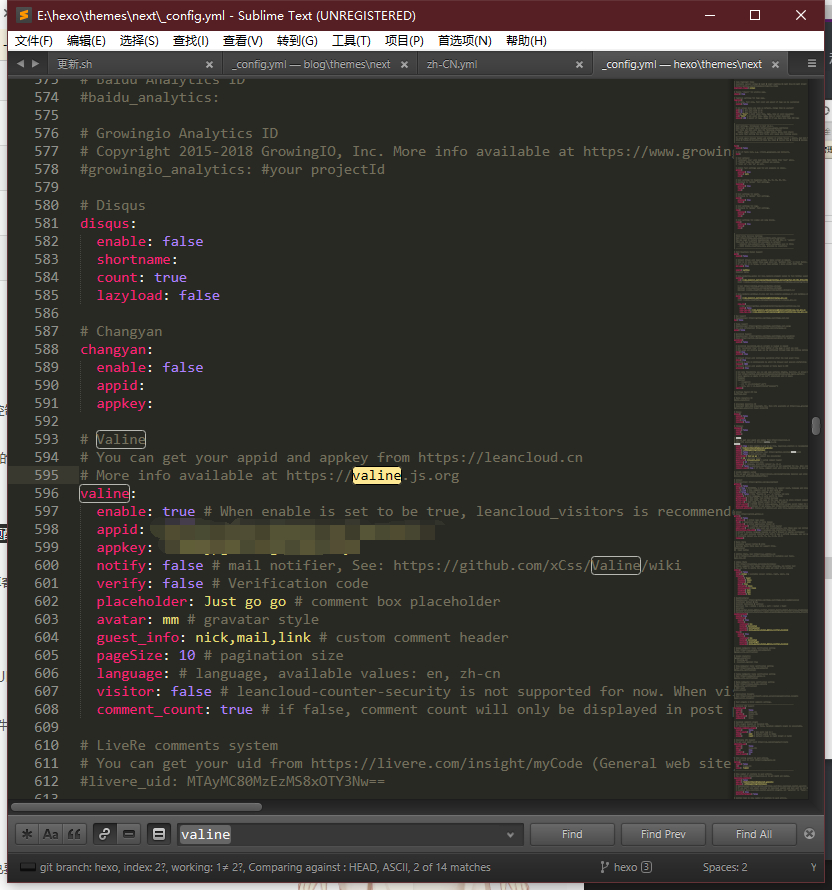 E:\hexo\themes\next\_config.yml - Sublime Text (UNREGISTERED)
文件(F) 编辑(E) 选择(S) 查找(I) 查看(V) 转到(G) 工具(T) 项目(P) 首选项(N) 帮助(H)
更新.sh _config.yml — blog\themes\next zh-CN.yml _config.yml — hexo\themes\next
573 # Baidu Analytics ID
574 #baidu_analytics:
575
576 # Growingio Analytics ID
577 # Copyright 2015-2018 GrowingIO, Inc. More info available at https://www.growing
578 #growingio_analytics: #your projectId
579
580 # Disqus
581 disqus:
582 enable: false
583 shortname:
584 count: true
585 lazyload: false
586
587 # Changyan
588 changyan:
589 enable: false
590 appid:
591 appkey:
592
593 # Valine
594 # You can get your appid and appkey from https://leancloud.cn
595 # More info available at https://valine.js.org
596 valine:
597 enable: true # When enable is set to be true, leancloud_visitors is recommend
598 appid:
599 appkey:
600 notify: false # mail notifier, See: https://github.com/xCss/Valine/wiki
601 verify: false # Verification code
602 placeholder: Just go go # comment box placeholder
603 avatar: mm # gravatar style
604 guest_info: nick,mail,link # custom comment header
605 pageSize: 10 # pagination size
606 language: # language, available values: en, zh-cn
607 visitor: false # leancloud-counter-security is not supported for now. When vi
608 comment_count: true # if false, comment count will only be displayed in post
609
610 # LiveRe comments system
611 # You can get your uid from https://livere.com/insight/myCode (General web site
612 #livere_uid: MTAyMC80MzEzMS8xOTY3Nw==
613
Aa valine Find Find Prev Find All
git branch: hexo, index: 2?, working: 1≠ 2?, Comparing against : HEAD, ASCII, 2 of 14 matches hexo 3 Spaces: 2 Y